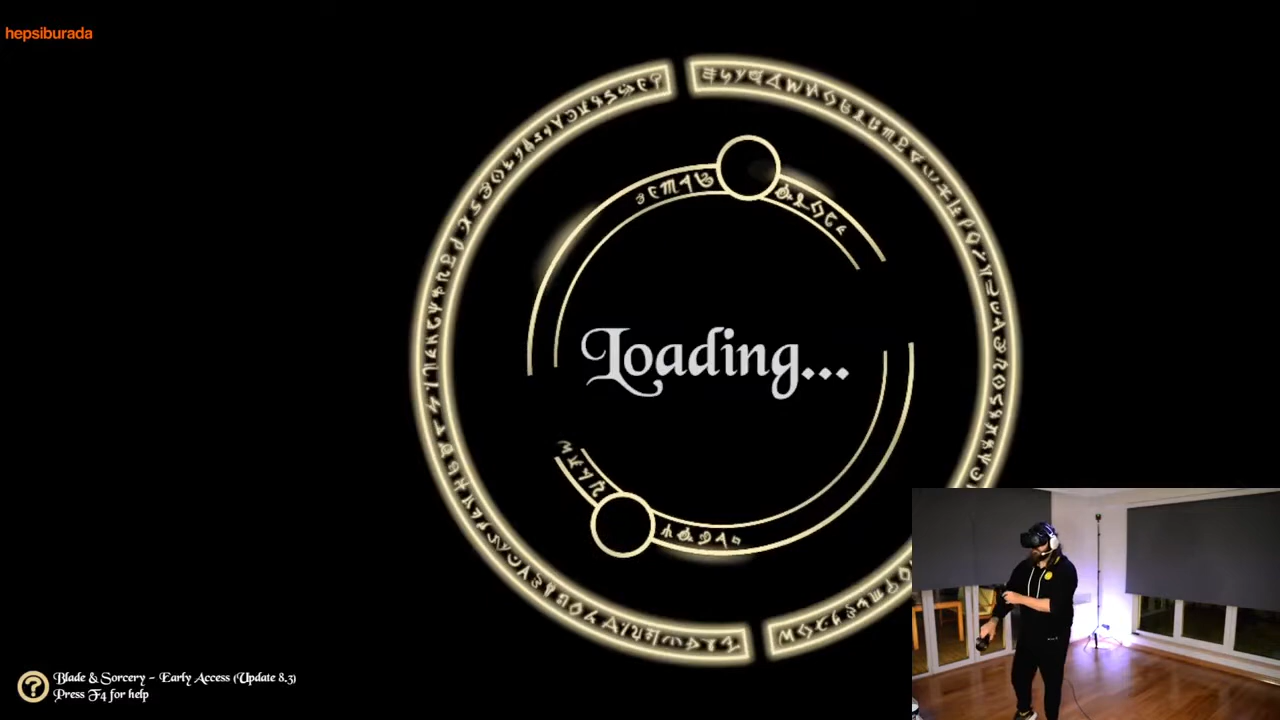 hepsiburada
Loading...
Blade & Sorcery - Early Access (Update 8.3)
Press F4 for help